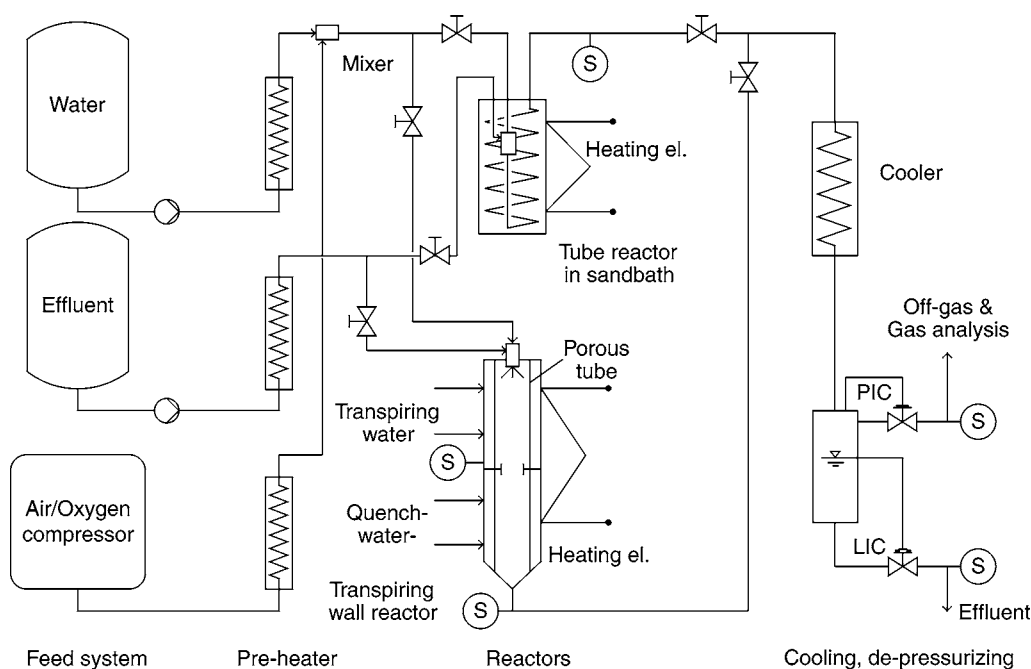 Water
Mixer
S
S
Heating el.
Cooler
Tube reactor
in sandbath
Effluent
Off-gas &
Gas analysis
Porous
tube
PIC
S
Transpiring
water
S
Air/Oxygen
compressor
Quench-
water-
Heating el.
LIC
S
Transpiring
wall reactor
S
Effluent
Feed system
Pre-heater
Reactors
Cooling, de-pressurizing